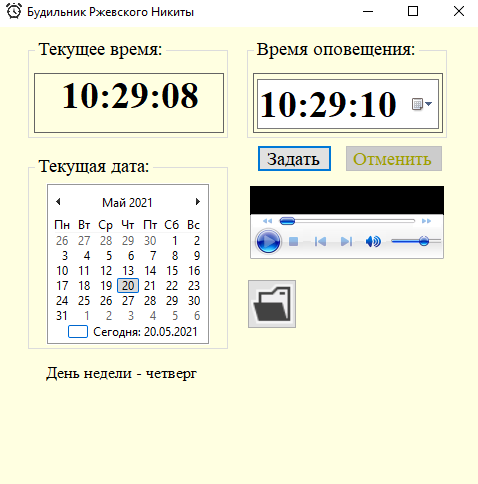 Будильник Ржевского Никиты
Текущее время:
10:29:08
Время оповещения:
10:29:10
Задать Отменить
Текущая дата:
Май 2021
Пн Вт Ср Чт Пт Сб Вс
26 27 28 29 30 1 2
3 4 5 6 7 8 9
10 11 12 13 14 15 16
17 18 19 20 21 22 23
24 25 26 27 28 29 30
31 1 2 3 4 5 6
Сегодня: 20.05.2021
День недели - четверг